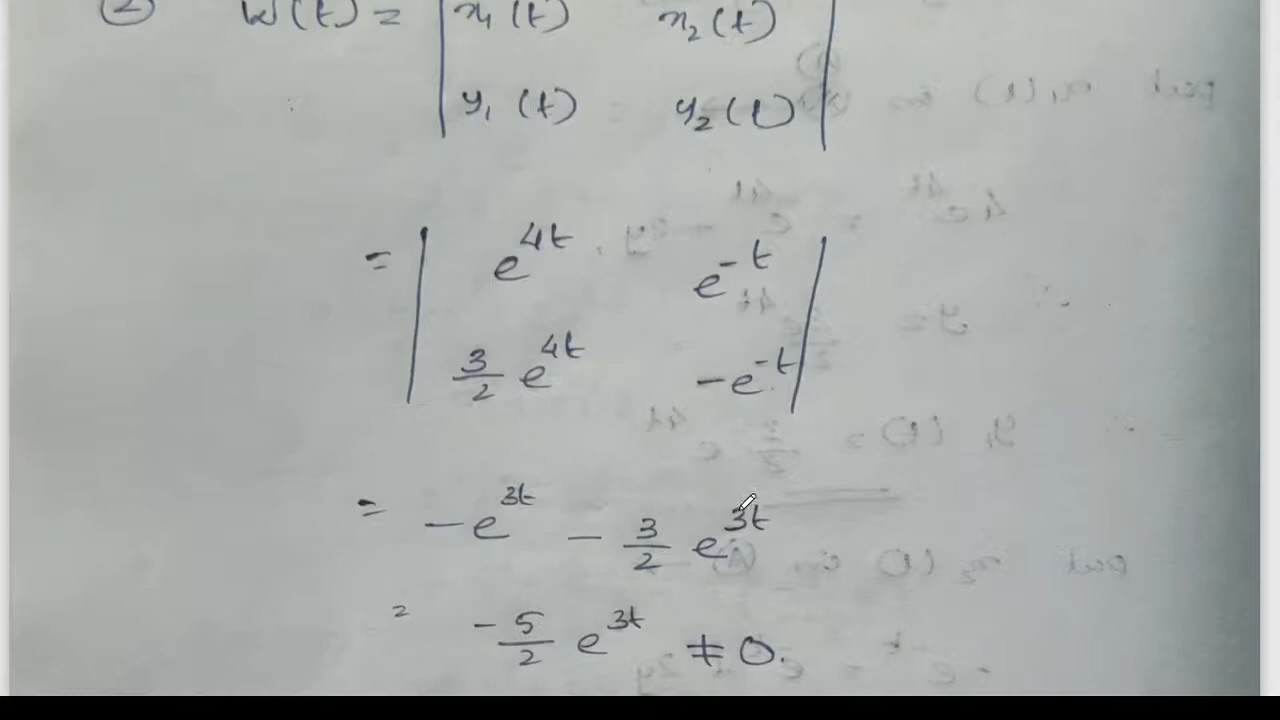 ② W(t) = | x₁(t) x₂(t) |
| y₁(t) y₂(t) |
= | e^{4t} e^{-t} |
| 3/2 e^{4t} -e^{-t} |
= -e^{3t} - 3/2 e^{3t}
= -5/2 e^{3t} ≠ 0.